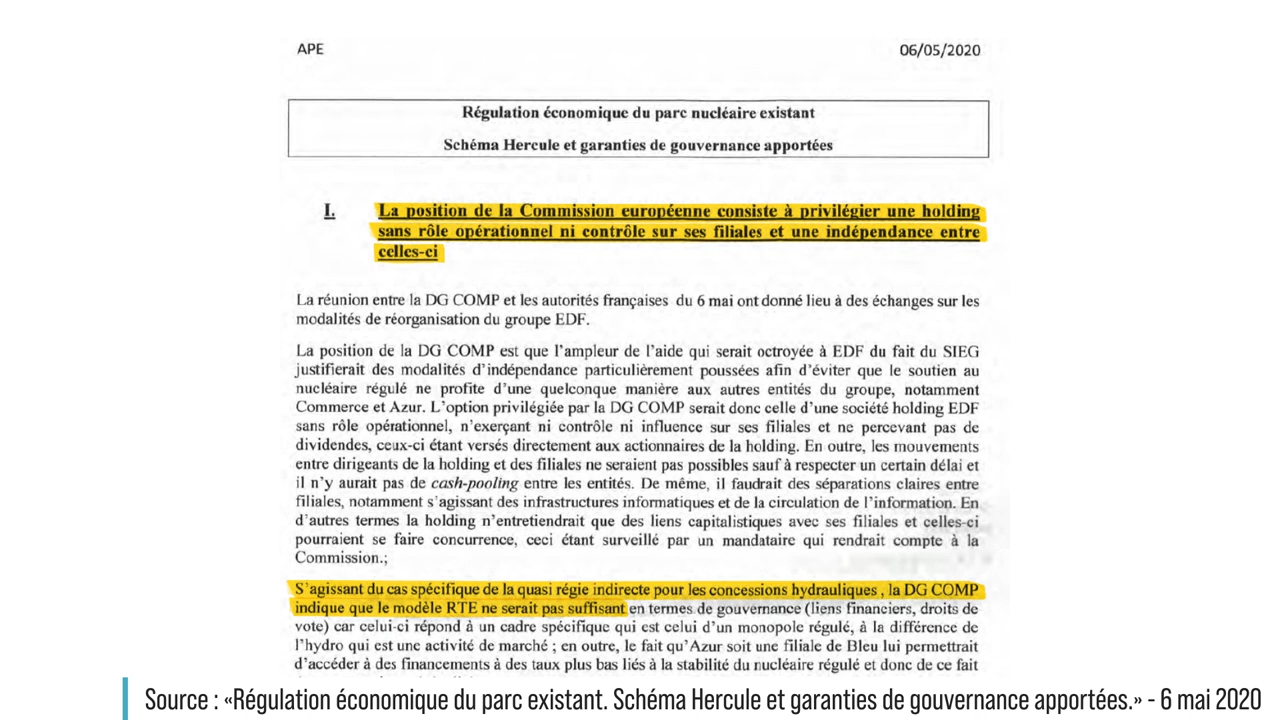 APE
06/05/2020
Régulation économique du parc nucléaire existant
Schéma Hercule et garanties de gouvernance apportées
I. La position de la Commission européenne consiste à privilégier une holding
sans rôle opérationnel ni contrôle sur ses filiales et une indépendance entre
celles-ci
La réunion entre la DG COMP et les autorités françaises du 6 mai ont donné lieu à des échanges sur les
modalités de réorganisation du groupe EDF.
La position de la DG COMP est que l'ampleur de l'aide qui serait octroyée à EDF du fait du SIEG
justifierait des modalités d'indépendance particulièrement poussées afin d'éviter que le soutien au
nucléaire régulé ne profite d'une quelconque manière aux autres entités du groupe, notamment
Commerce et Azur. L'option privilégiée par la DG COMP serait donc celle d'une société holding EDF
sans rôle opérationnel, n'exerçant ni contrôle ni influence sur ses filiales et ne percevant pas de
dividendes, ceux-ci étant versés directement aux actionnaires de la holding. En outre, les mouvements
entre dirigeants de la holding et des filiales ne seraient pas possibles sauf à respecter un certain délai et
il n'y aurait pas de cash-pooling entre les entités. De même, il faudrait des séparations claires entre
filiales, notamment s'agissant des infrastructures informatiques et de la circulation de l'information. En
d'autres termes la holding n'entretiendrait que des liens capitalistiques avec ses filiales et celles-ci
pourraient se faire concurrence, ceci étant surveillé par un mandataire qui rendrait compte à la
Commission.;
S'agissant du cas spécifique de la quasi régie indirecte pour les concessions hydrauliques , la DG COMP
indique que le modèle RTE ne serait pas suffisant en termes de gouvernance (liens financiers, droits de
vote) car celui-ci répond à un cadre spécifique qui est celui d'un monopole régulé, à la différence de
l'hydro qui est une activité de marché ; en outre, le fait qu'Azur soit une filiale de Bleu lui permettrait
d'accéder à des financements à des taux plus bas liés à la stabilité du nucléaire régulé et donc de ce fait
Source : «Régulation économique du parc existant. Schéma Hercule et garanties de gouvernance apportées.» - 6 mai 2020